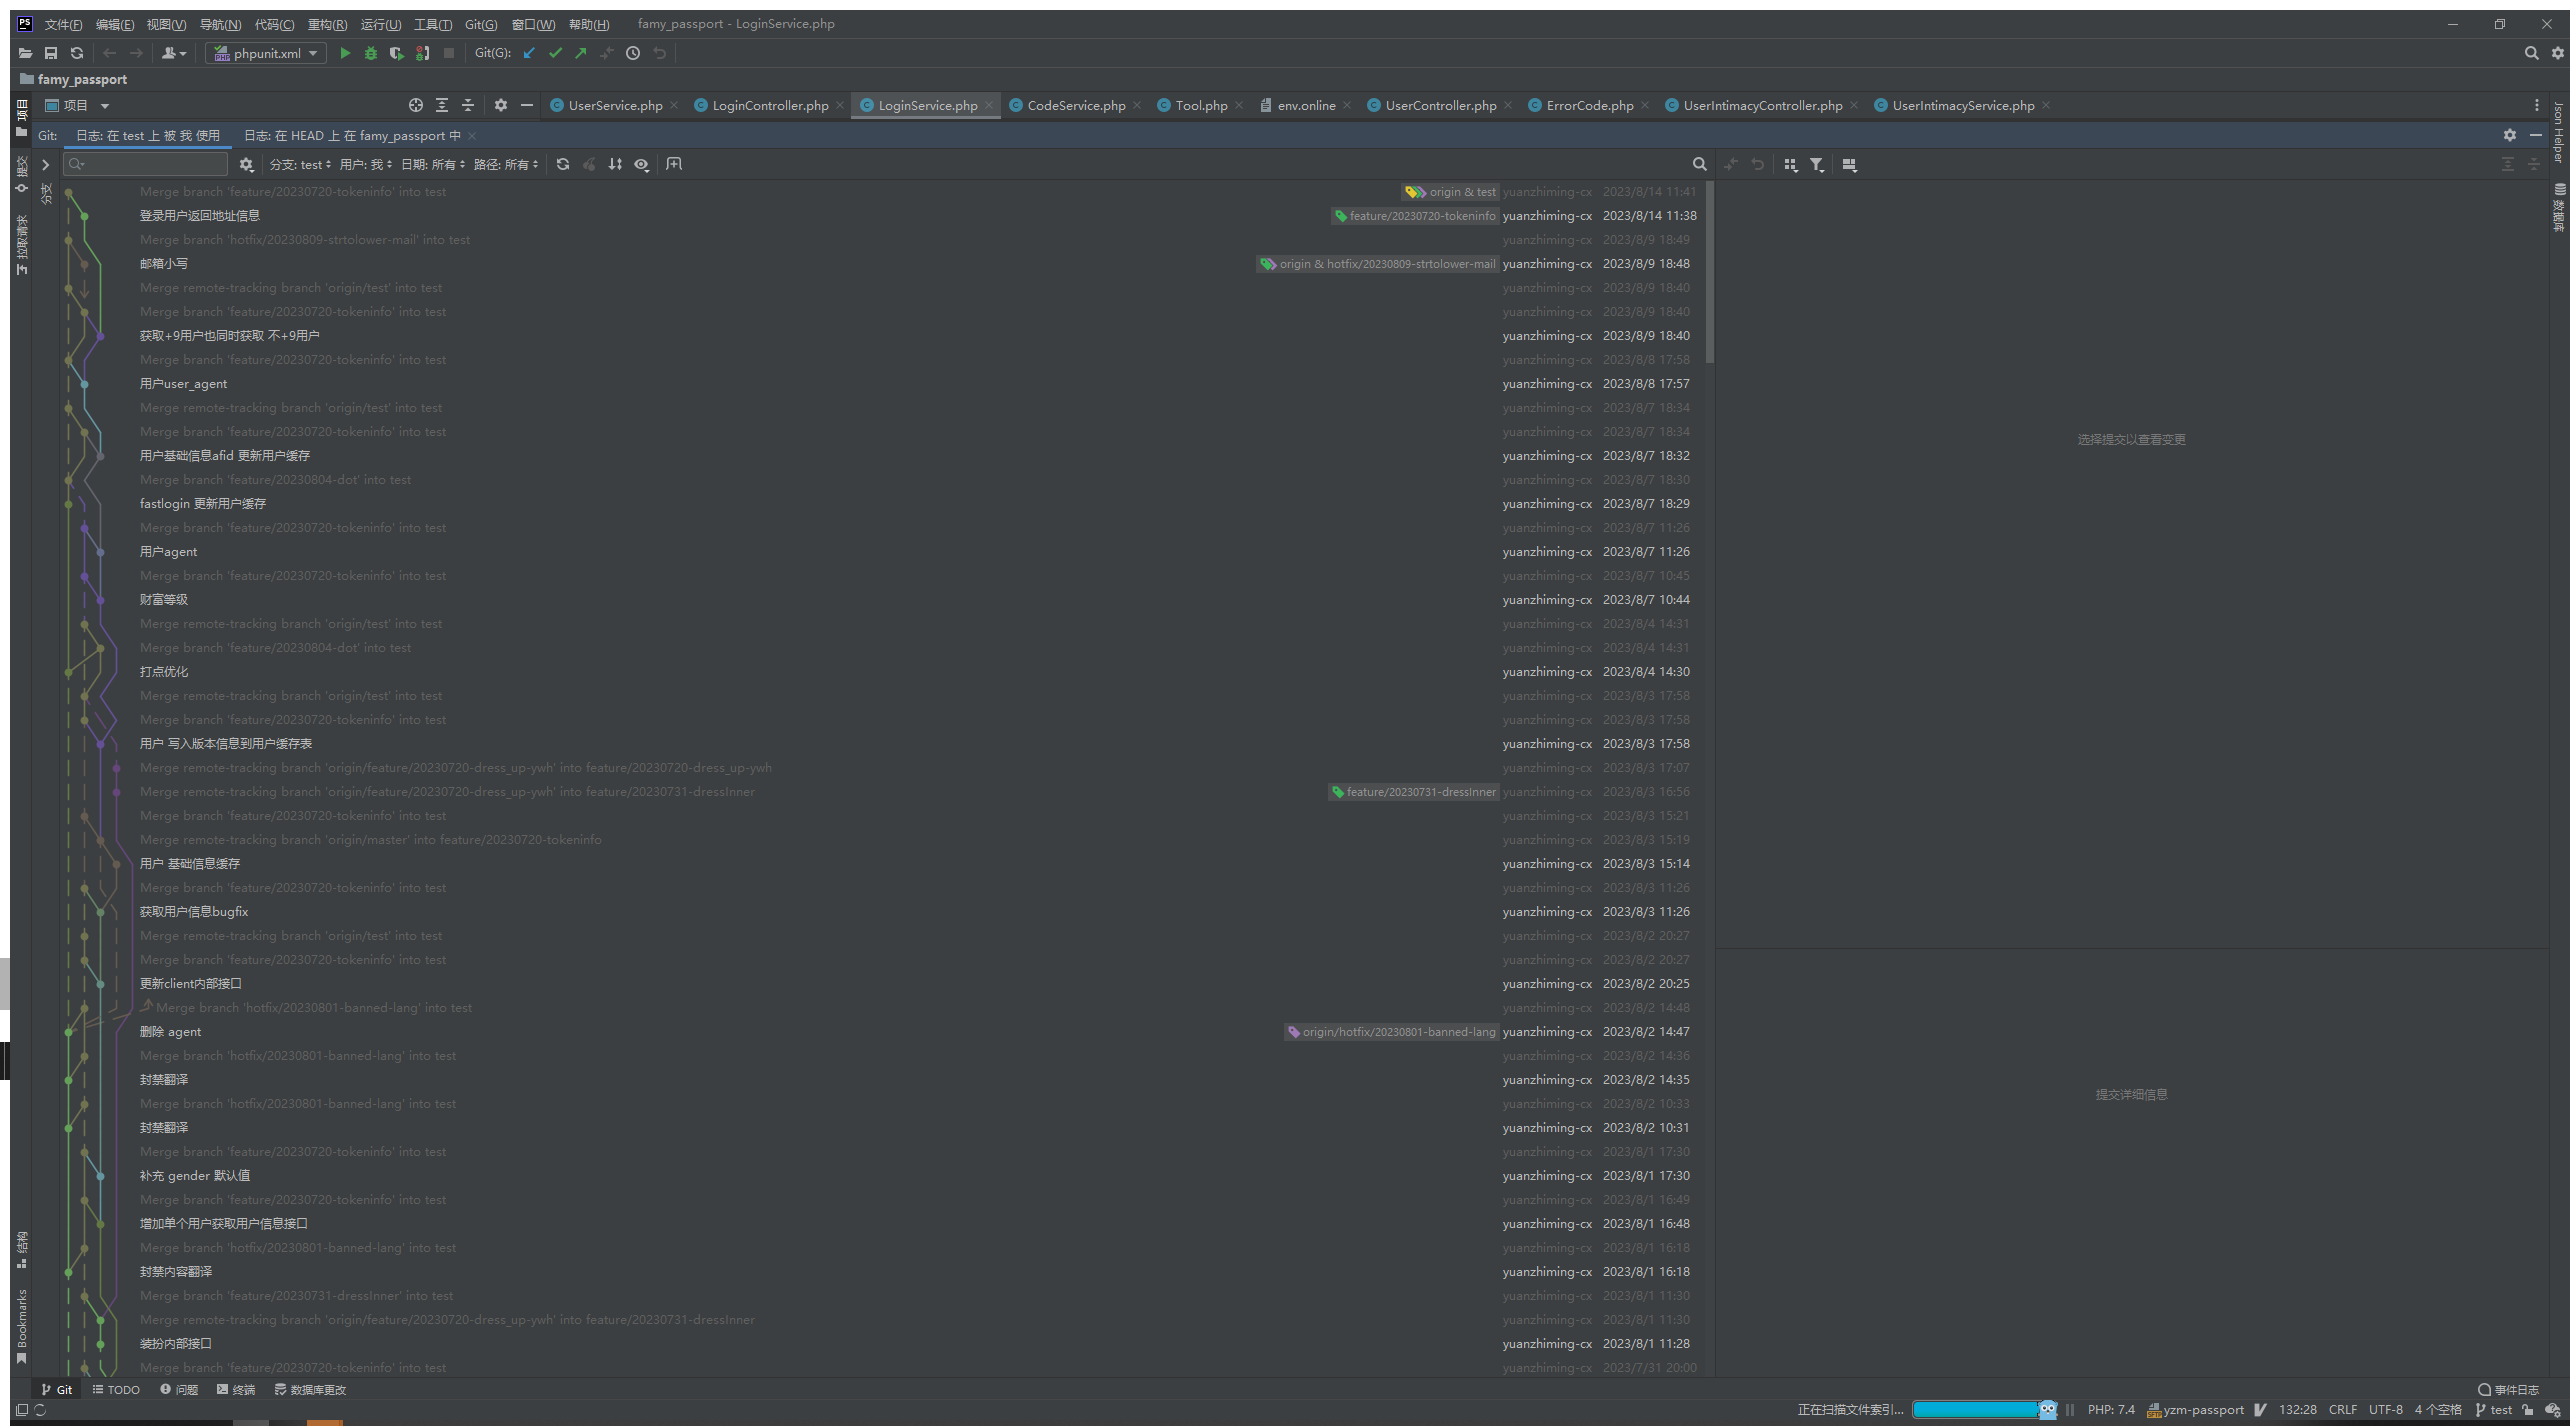 文件(F) 编辑(E) 视图(V) 导航(N) 代码(C) 重构(R) 运行(U) 工具(T) Git(G) 窗口(W) 帮助(H) famy_passport - LoginService.php
phpunit.xml Git(G):
famy_passport
项目 UserService.php LoginController.php LoginService.php CodeService.php Tool.php env.online UserController.php ErrorCode.php UserIntimacyController.php UserIntimacyService.php
Git: 日志: 在 test 上 被 我 使用 日志: 在 HEAD 上 在 famy_passport 中
分支: test 用户: 我 日期: 所有 路径: 所有
Merge branch 'feature/20230720-tokeninfo' into test origin & test yuanzhiming-cx 2023/8/14 11:41
登录用户返回地址信息 feature/20230720-tokeninfo yuanzhiming-cx 2023/8/14 11:38
Merge branch 'hotfix/20230809-strtolower-mail' into test yuanzhiming-cx 2023/8/9 18:49
邮箱小写 origin & hotfix/20230809-strtolower-mail yuanzhiming-cx 2023/8/9 18:48
Merge remote-tracking branch 'origin/test' into test yuanzhiming-cx 2023/8/9 18:40
Merge branch 'feature/20230720-tokeninfo' into test yuanzhiming-cx 2023/8/9 18:40
获取+9用户也同时获取 不+9用户 yuanzhiming-cx 2023/8/9 18:40
Merge branch 'feature/20230720-tokeninfo' into test yuanzhiming-cx 2023/8/8 17:58
用户user_agent yuanzhiming-cx 2023/8/8 17:57
Merge remote-tracking branch 'origin/test' into test yuanzhiming-cx 2023/8/7 18:34
Merge branch 'feature/20230720-tokeninfo' into test yuanzhiming-cx 2023/8/7 18:34
用户基础信息afid 更新用户缓存 yuanzhiming-cx 2023/8/7 18:32
Merge branch 'feature/20230804-dot' into test yuanzhiming-cx 2023/8/7 18:30
fastlogin 更新用户缓存 yuanzhiming-cx 2023/8/7 18:29
Merge branch 'feature/20230720-tokeninfo' into test yuanzhiming-cx 2023/8/7 11:26
用户agent yuanzhiming-cx 2023/8/7 11:26
Merge branch 'feature/20230720-tokeninfo' into test yuanzhiming-cx 2023/8/7 10:45
财富等级 yuanzhiming-cx 2023/8/7 10:44
Merge remote-tracking branch 'origin/test' into test yuanzhiming-cx 2023/8/4 14:31
Merge branch 'feature/20230804-dot' into test yuanzhiming-cx 2023/8/4 14:31
打点优化 yuanzhiming-cx 2023/8/4 14:30
Merge remote-tracking branch 'origin/test' into test yuanzhiming-cx 2023/8/3 17:58
Merge branch 'feature/20230720-tokeninfo' into test yuanzhiming-cx 2023/8/3 17:58
用户 写入版本信息到用户缓存表 yuanzhiming-cx 2023/8/3 17:58
Merge remote-tracking branch 'origin/feature/20230720-dress_up-ywh' into feature/20230720-dress_up-ywh yuanzhiming-cx 2023/8/3 17:07
Merge remote-tracking branch 'origin/feature/20230720-dress_up-ywh' into feature/20230731-dressInner feature/20230731-dressInner yuanzhiming-cx 2023/8/3 16:56
Merge branch 'feature/20230720-tokeninfo' into test yuanzhiming-cx 2023/8/3 15:21
Merge remote-tracking branch 'origin/master' into feature/20230720-tokeninfo yuanzhiming-cx 2023/8/3 15:19
用户 基础信息缓存 yuanzhiming-cx 2023/8/3 15:14
Merge branch 'feature/20230720-tokeninfo' into test yuanzhiming-cx 2023/8/3 11:26
获取用户信息bugfix yuanzhiming-cx 2023/8/3 11:26
Merge remote-tracking branch 'origin/test' into test yuanzhiming-cx 2023/8/2 20:27
Merge branch 'feature/20230720-tokeninfo' into test yuanzhiming-cx 2023/8/2 20:27
更新client内部接口 yuanzhiming-cx 2023/8/2 20:25
Merge branch 'hotfix/20230801-banned-lang' into test yuanzhiming-cx 2023/8/2 14:48
删除 agent origin/hotfix/20230801-banned-lang yuanzhiming-cx 2023/8/2 14:47
Merge branch 'hotfix/20230801-banned-lang' into test yuanzhiming-cx 2023/8/2 14:36
封禁翻译 yuanzhiming-cx 2023/8/2 14:35
Merge branch 'hotfix/20230801-banned-lang' into test yuanzhiming-cx 2023/8/2 10:33
封禁翻译 yuanzhiming-cx 2023/8/2 10:31
Merge branch 'feature/20230720-tokeninfo' into test yuanzhiming-cx 2023/8/1 17:30
补充 gender 默认值 yuanzhiming-cx 2023/8/1 17:30
Merge branch 'feature/20230720-tokeninfo' into test yuanzhiming-cx 2023/8/1 16:49
增加单个用户获取用户信息接口 yuanzhiming-cx 2023/8/1 16:48
Merge branch 'hotfix/20230801-banned-lang' into test yuanzhiming-cx 2023/8/1 16:18
封禁内容翻译 yuanzhiming-cx 2023/8/1 16:18
Merge branch 'feature/20230731-dressInner' into test yuanzhiming-cx 2023/8/1 11:30
Merge remote-tracking branch 'origin/feature/20230720-dress_up-ywh' into feature/20230731-dressInner yuanzhiming-cx 2023/8/1 11:30
装扮内部接口 yuanzhiming-cx 2023/8/1 11:28
Merge branch 'feature/20230720-tokeninfo' into test yuanzhiming-cx 2023/7/31 20:00
选择提交以查看变更
提交详细信息
项目
提交
拉取请求
分支
结构
Bookmarks
Json Helper
数据库
Git TODO 问题 终端 数据库更改 事件日志
正在扫描文件索引... PHP: 7.4 yzm-passport 132:28 CRLF UTF-8 4 个空格 test